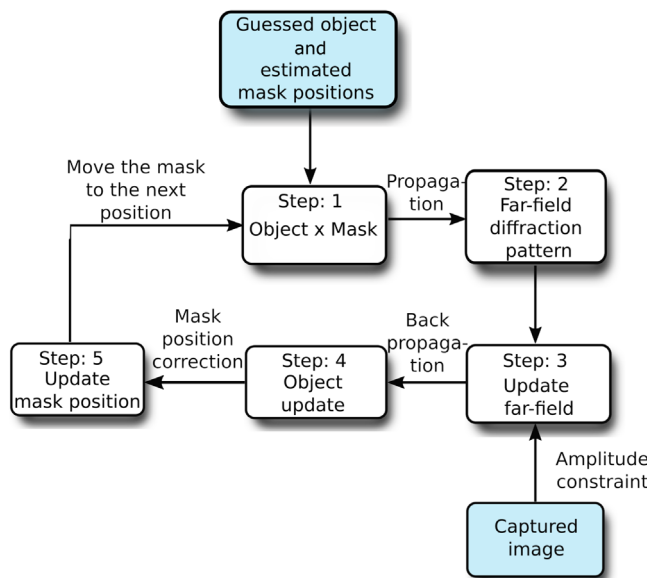 Guessed object
and
estimated
mask positions
Move the mask
to the next
position
Step: 1
Object x Mask
Propaga-
tion
Step: 2
Far-field
diffraction
pattern
Step: 3
Update
far-field
Back
propaga-
tion
Step: 4
Object
update
Mask
position
correction
Step: 5
Update
mask position
Amplitude
constraint
Captured
image